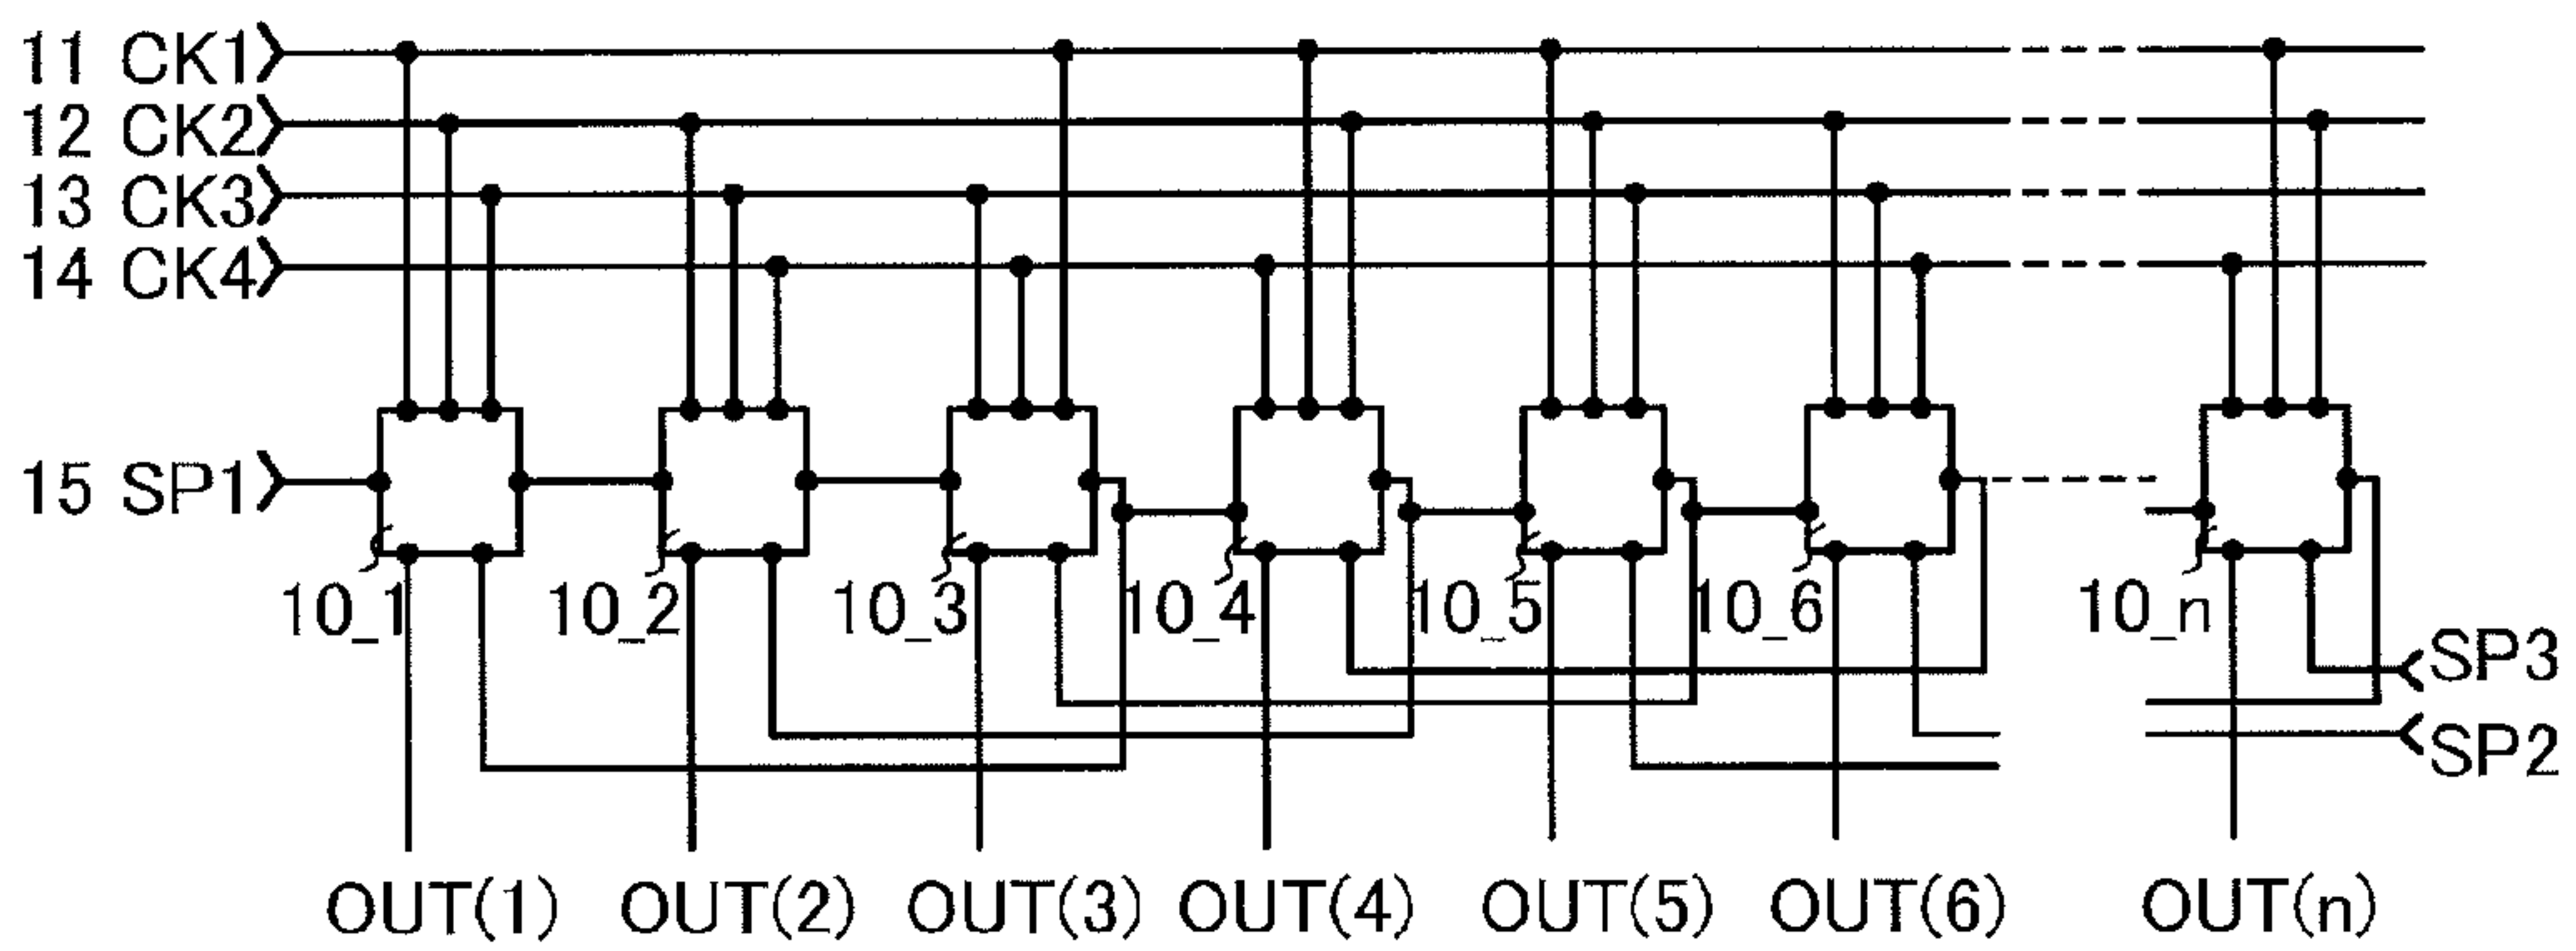 11 CK1
12 CK2
13 CK3
14 CK4
15 SP1
10_1 10_2 10_3 10_4 10_5 10_6 10_n
SP3
SP2
OUT(1) OUT(2) OUT(3) OUT(4) OUT(5) OUT(6) OUT(n)